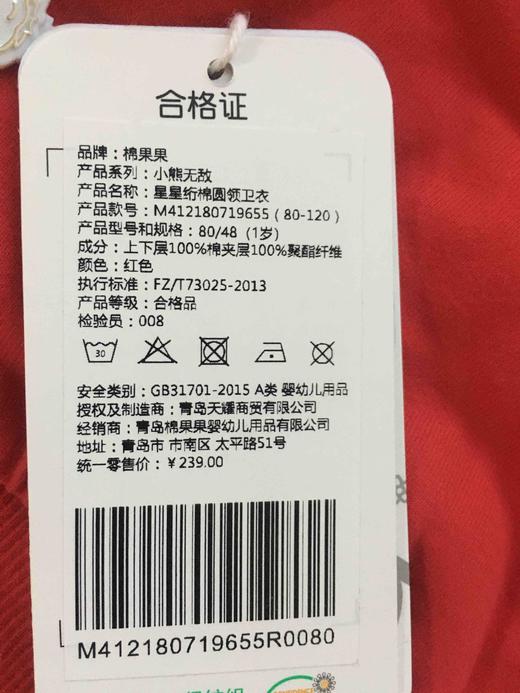 合格证
品牌：棉果果
产品系列：小熊无敌
产品名称：星星绗棉圆领卫衣
产品款号：M412180719655（80-120）
产品型号和规格：80/48（1岁）
成分：上下层100%棉夹层100%聚酯纤维
颜色：红色
执行标准：FZ/T73025-2013
产品等级：合格品
检验员：008
30
安全类别：GB31701-2015 A类 婴幼儿用品
授权及制造商：青岛天耀商贸有限公司
经销商：青岛棉果果婴幼儿用品有限公司
地址：青岛市 市南区 太平路51号
统一零售价：￥239.00
M412180719655R0080